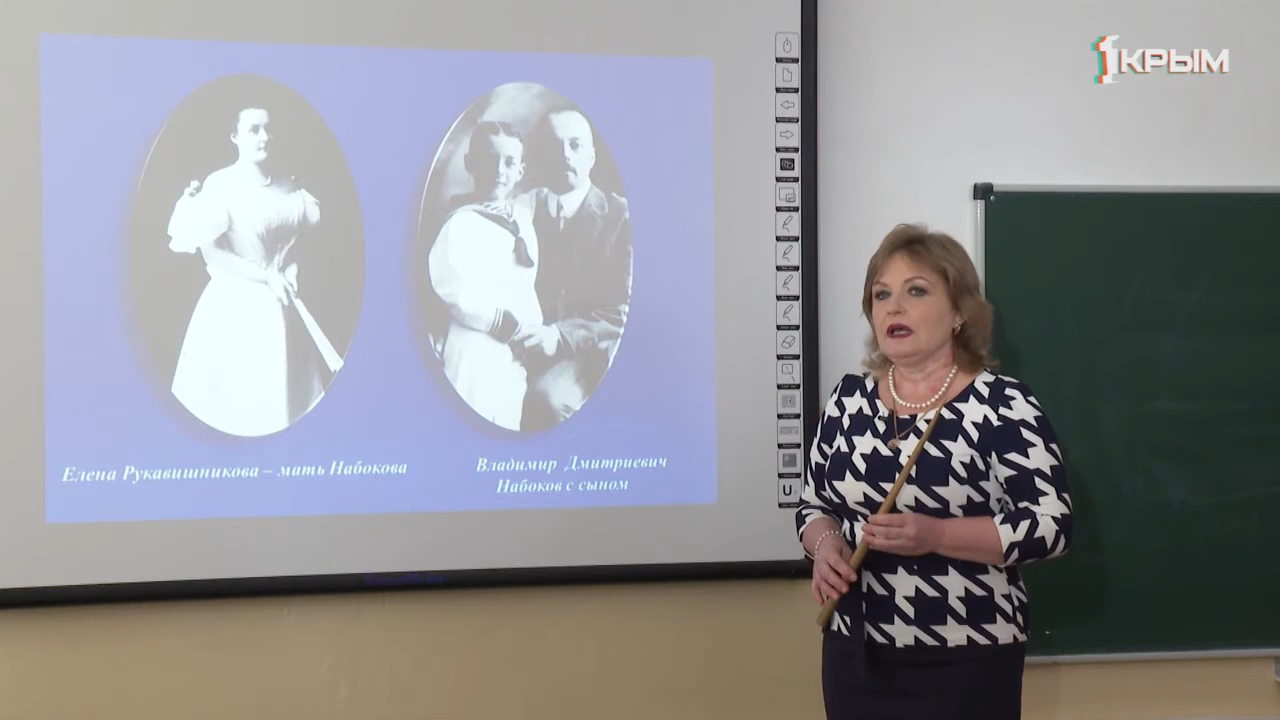 1КРЫМ
Елена Рукавишникова – мать Набокова
Владимир Дмитриевич
Набоков с сыном
U